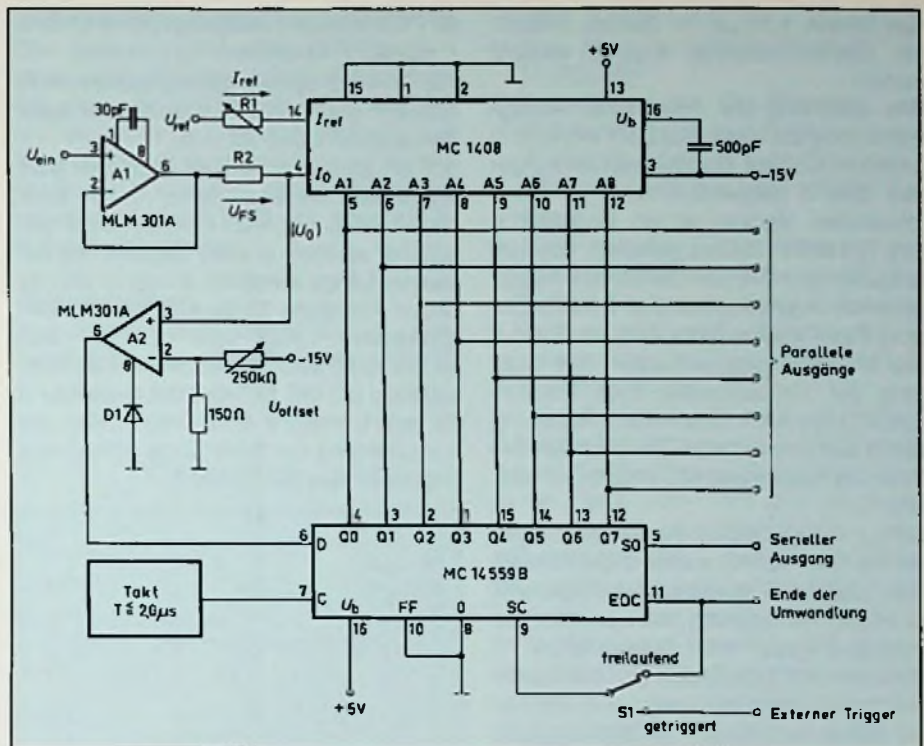 +5V
15
1
2
13
I_ref
30pF
R1
14
I_ref
U_b
16
U_ref
MC 1408
500pF
1
8
U_ein
3
+
A1
6
R2
4
I_0
3
-15V
2
-
A1 A2 A3 A4 A5 A6 A7 A8
MLM 301A
U_FS
5 6 7 8 9 10 11 12
(U_0)
MLM301A
6
A2
+
3
8
-
2
-15V
250kΩ
D1
150Ω
U_offset
Parallele
Ausgänge
4 3 2 1 15 14 13 12
6
D
Q0 Q1 Q2 Q3 Q4 Q5 Q6 Q7
SO
5
Serieller
Ausgang
MC 14559B
Takt
T ≦ 2,0µs
7
C
EOC
11
Ende der
Umwandlung
U_b
FF
0
SC
16
10
8
9
freilaufend
+5V
S1
getriggert
Externer Trigger